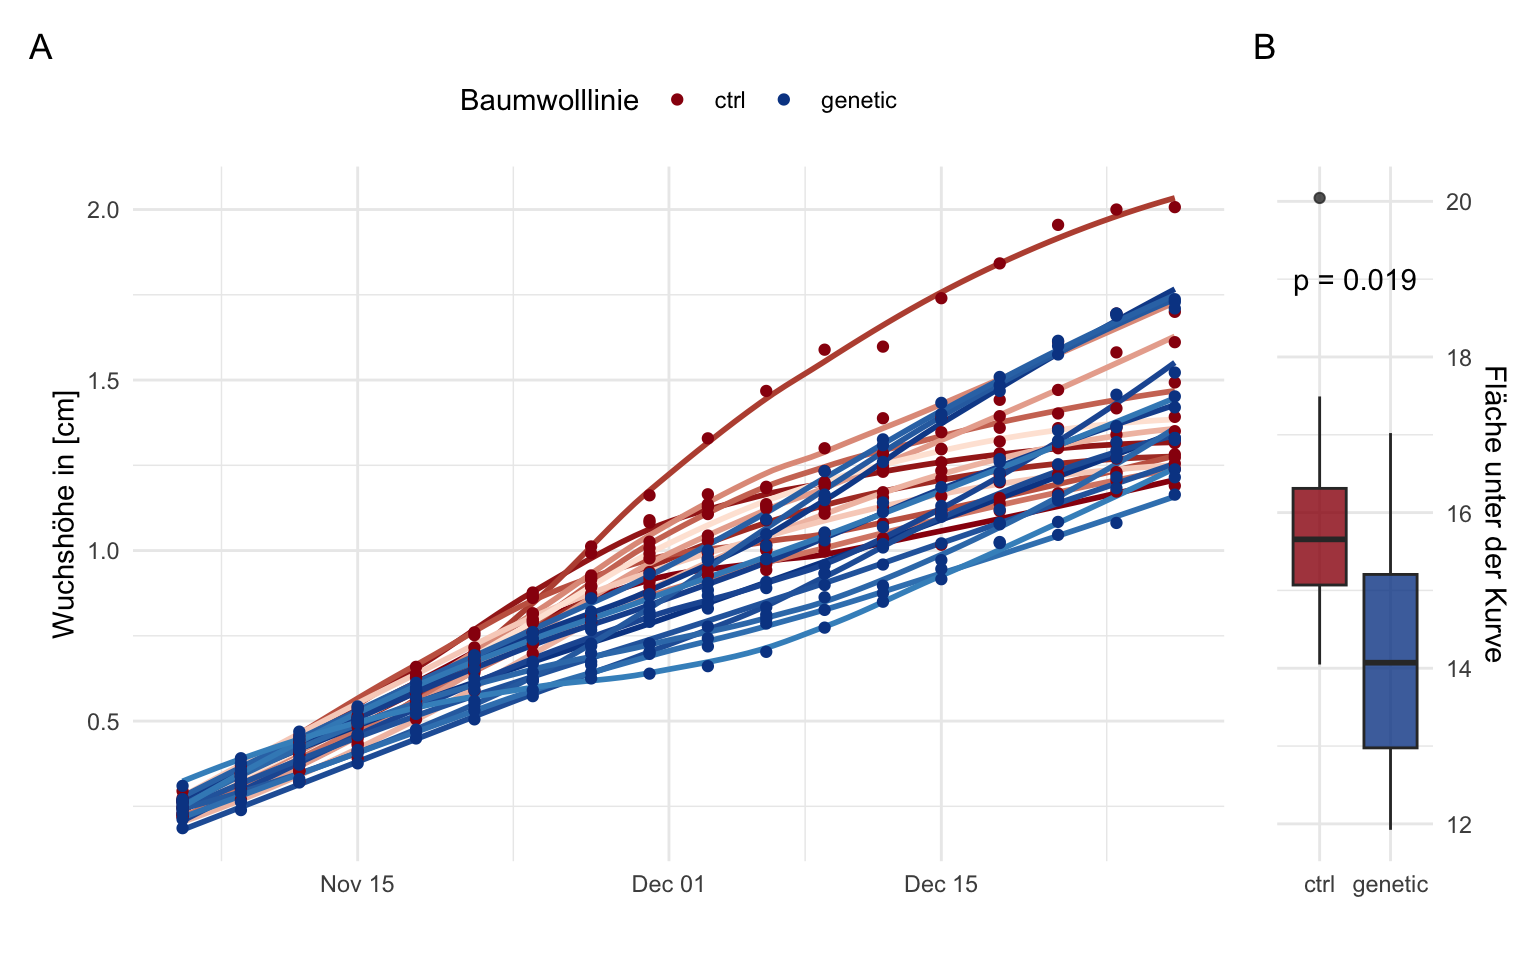 A
B
Baumwolllinie ctrl genetic
Wuchshöhe in [cm]
2.0
1.5
1.0
0.5
Nov 15 Dec 01 Dec 15
p = 0.019
20
18
16
14
12
Fläche unter der Kurve
ctrl genetic